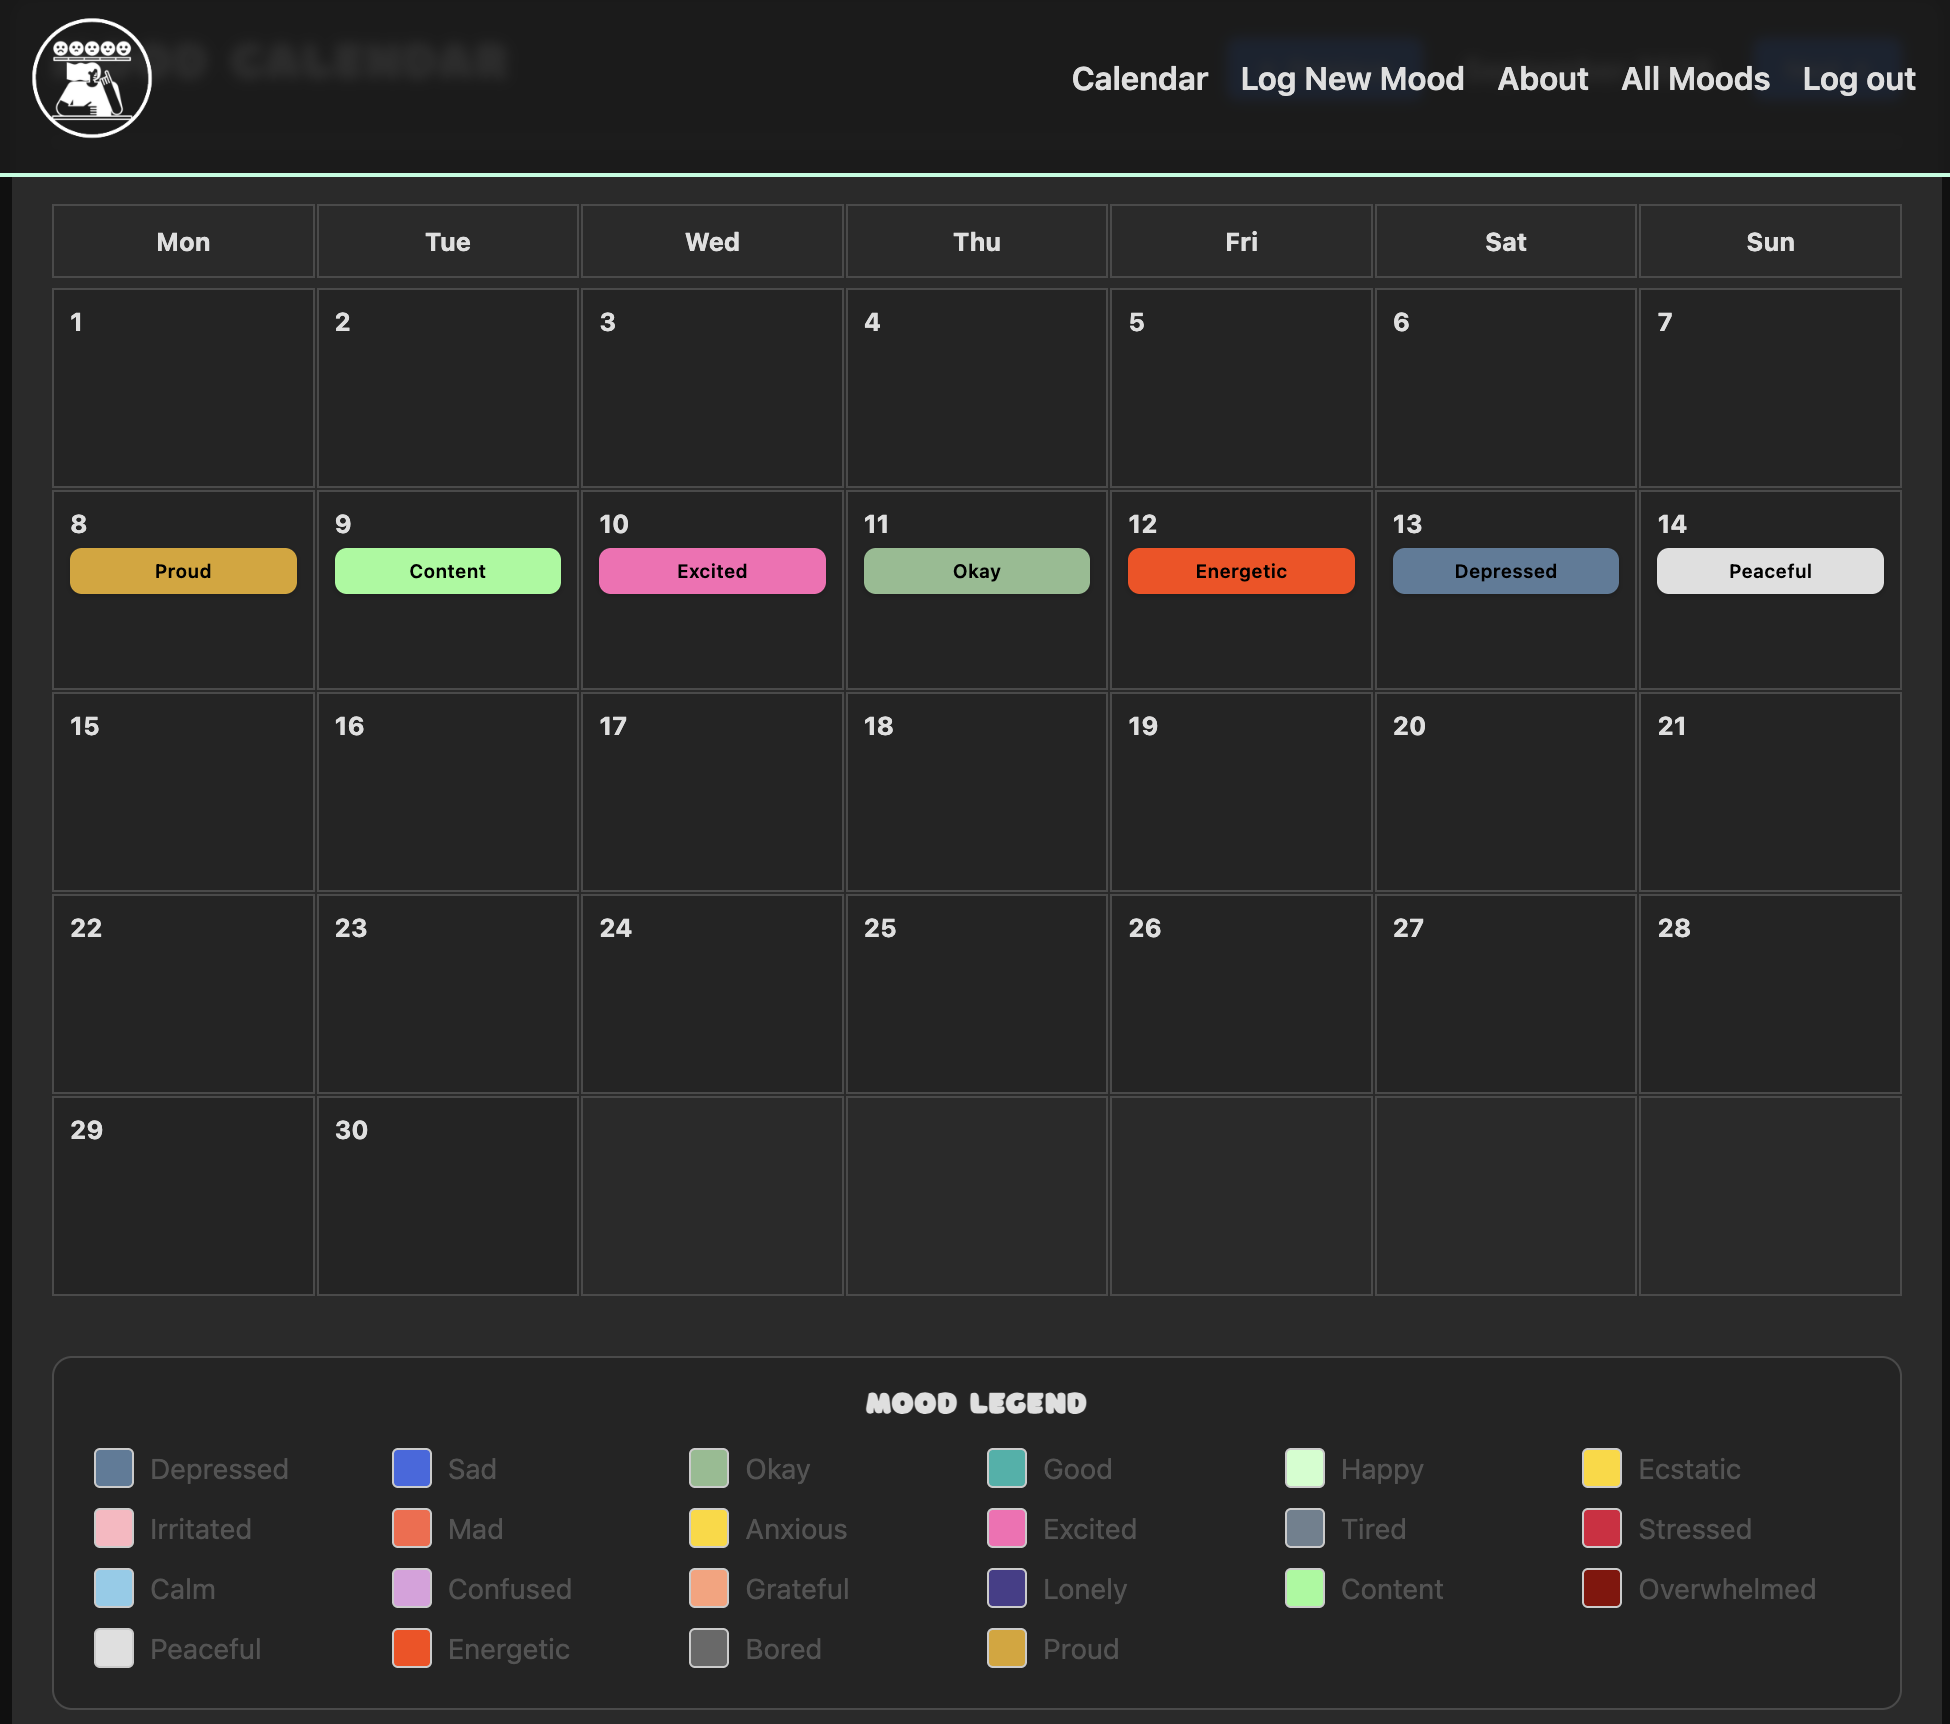 MOOD CALENDAR
Calendar Log New Mood About All Moods Log out
Mon Tue Wed Thu Fri Sat Sun
1 2 3 4 5 6 7
8 9 10 11 12 13 14
Proud Content Excited Okay Energetic Depressed Peaceful
15 16 17 18 19 20 21
22 23 24 25 26 27 28
29 30
MOOD LEGEND
Depressed Sad Okay Good Happy Ecstatic
Irritated Mad Anxious Excited Tired Stressed
Calm Confused Grateful Lonely Content Overwhelmed
Peaceful Energetic Bored Proud